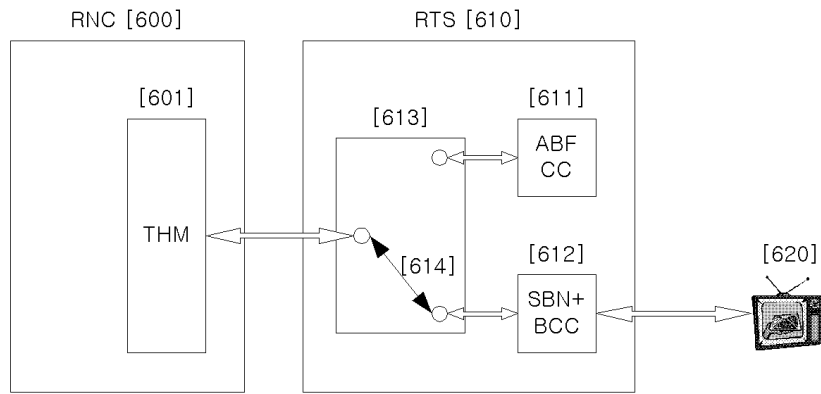 RNC [600]
RTS [610]
[601]
[613]
[611]
ABF
CC
THM
[614]
[612]
[620]
SBN+
BCC